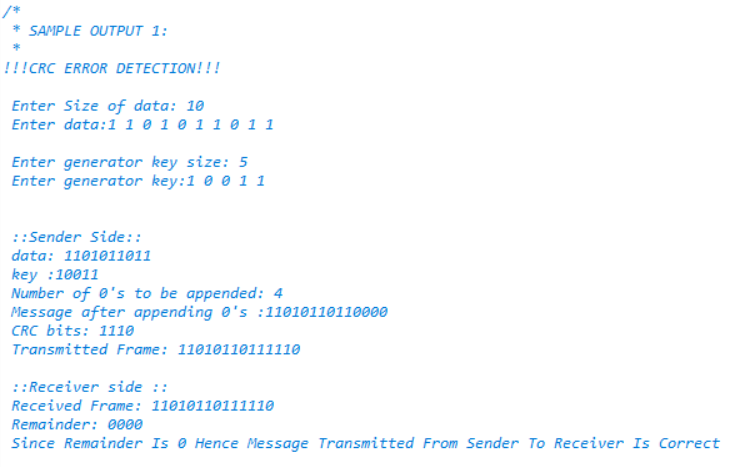 /*
* SAMPLE OUTPUT 1:
*
!!!CRC ERROR DETECTION!!!
Enter Size of data: 10
Enter data:1 1 0 1 0 1 1 0 1 1
Enter generator key size: 5
Enter generator key:1 0 0 1 1
::Sender Side::
data: 1101011011
key :10011
Number of 0's to be appended: 4
Message after appending 0's :11010110110000
CRC bits: 1110
Transmitted Frame: 11010110111110
::Receiver side ::
Received Frame: 11010110111110
Remainder: 0000
Since Remainder Is 0 Hence Message Transmitted From Sender To Receiver Is Correct